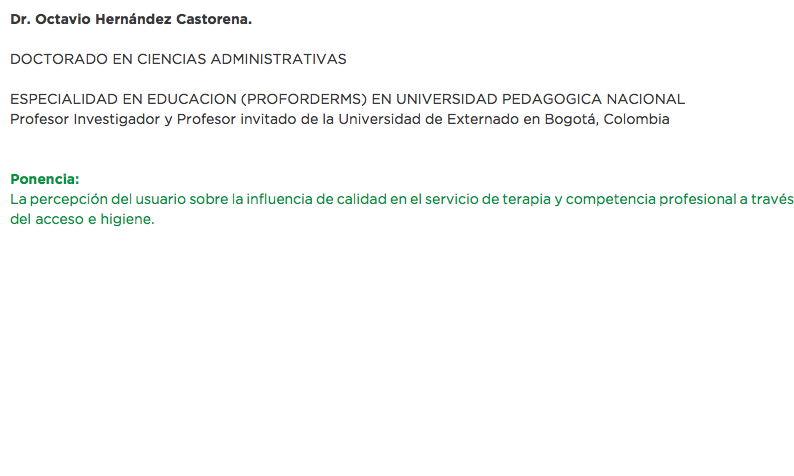 Dr. Octavio Hernández Castorena.
DOCTORADO EN CIENCIAS ADMINISTRATIVAS
ESPECIALIDAD EN EDUCACION (PROFORDERMS) EN UNIVERSIDAD PEDAGOGICA NACIONAL
Profesor Investigador y Profesor invitado de la Universidad de Externado en Bogotá, Colombia
Ponencia:
La percepción del usuario sobre la influencia de calidad en el servicio de terapia y competencia profesional a través
del acceso e higiene.